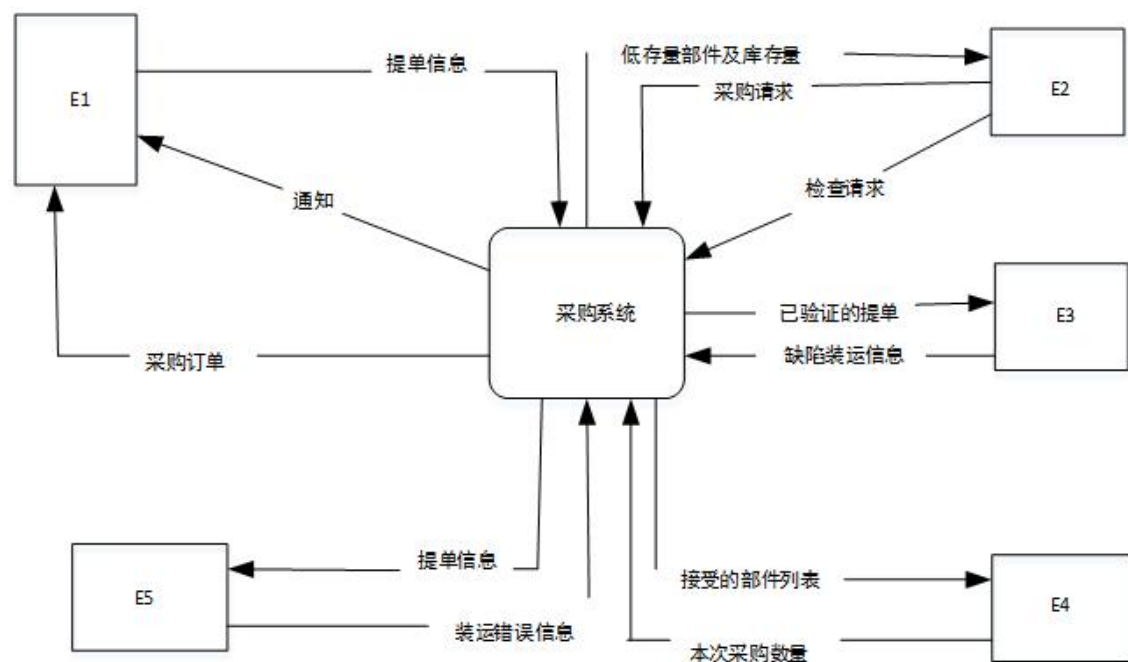 提单信息
低存量部件及库存量
E1
E2
采购请求
通知
检查请求
采购系统
已验证的提单
E3
采购订单
缺陷装运信息
提单信息
接受的部件列表
E5
E4
装运错误信息
本次采购数量